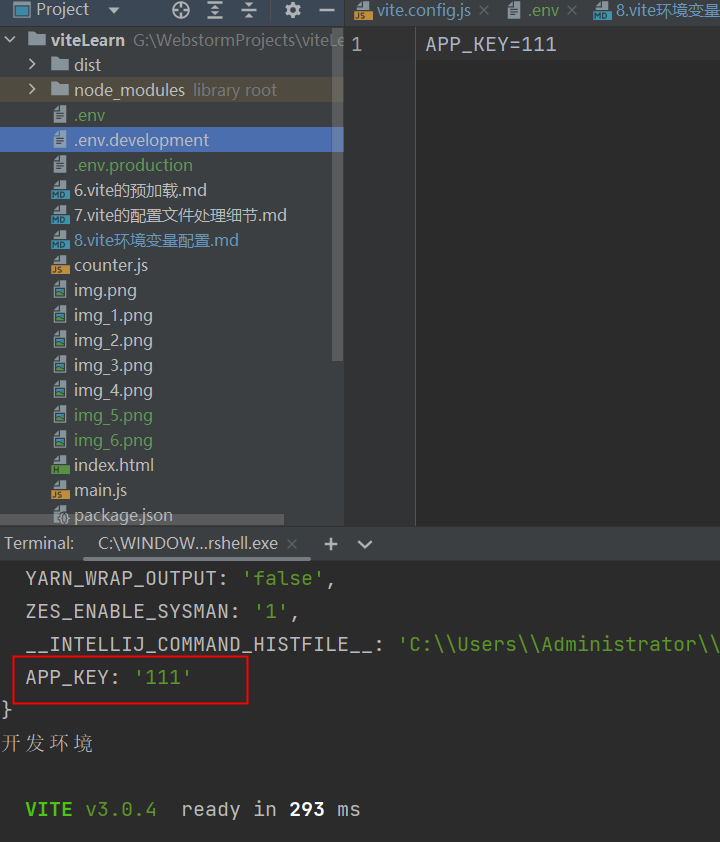 Project
vite.config.js
.env
8.vite环境变量
viteLearn G:\WebstormProjects\viteLe
dist
node_modules library root
.env
.env.development
.env.production
6.vite的预加载.md
7.vite的配置文件处理细节.md
8.vite环境变量配置.md
counter.js
img.png
img_1.png
img_2.png
img_3.png
img_4.png
img_5.png
img_6.png
index.html
main.js
package.json
1 APP_KEY=111
Terminal: C:\WINDOW...rshell.exe
YARN_WRAP_OUTPUT: 'false',
ZES_ENABLE_SYSMAN: '1',
__INTELLIJ_COMMAND_HISTFILE__: 'C:\\Users\\Administrator\\
APP_KEY: '111'
}
开发环境
VITE v3.0.4 ready in 293 ms